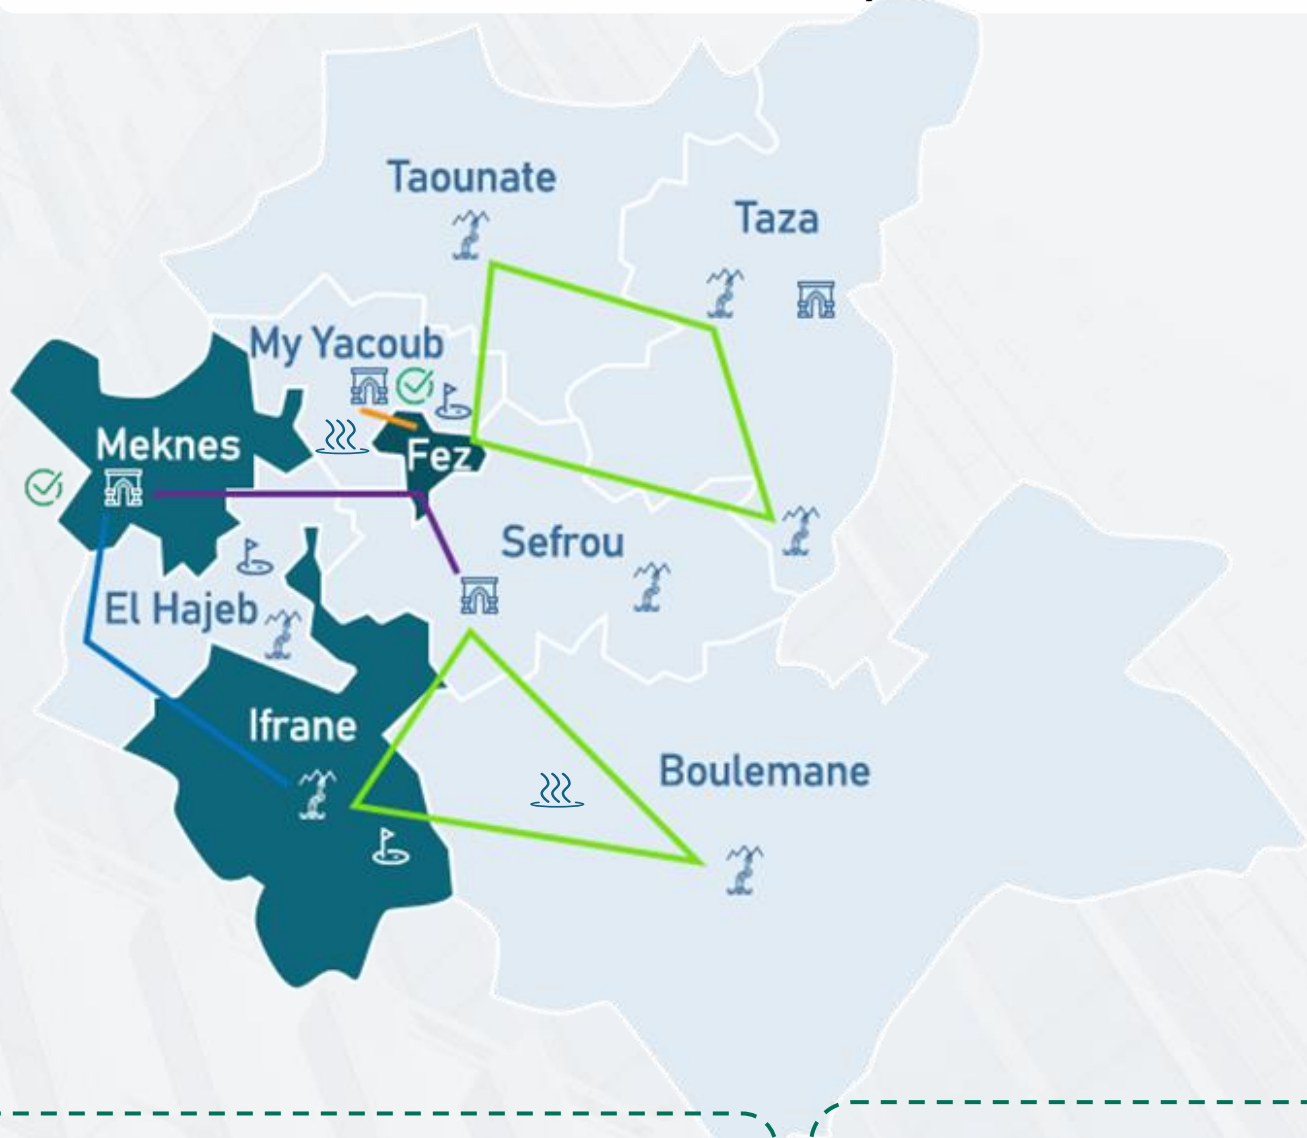 Taounate
Taza
My Yacoub
Meknes
Fez
Sefrou
El Hajeb
Ifrane
Boulemane